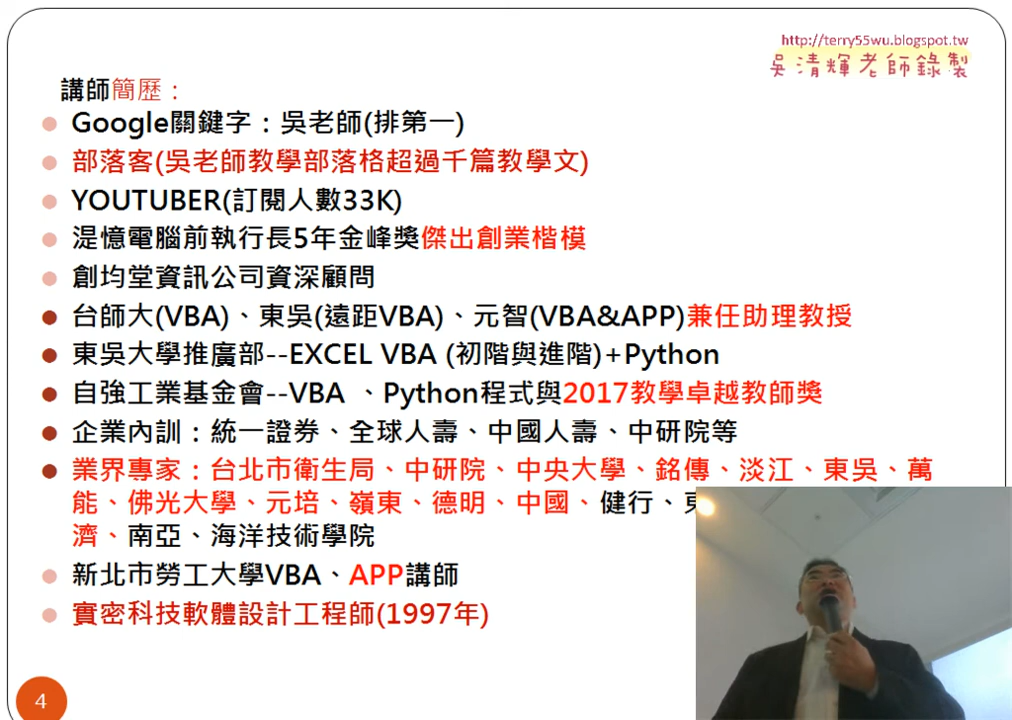 http://terry55wu.blogspot.tw
吳清輝老師錄製
講師簡歷：
Google關鍵字：吳老師(排第一)
部落客(吳老師教學部落格超過千篇教學文)
YOUTUBER(訂閱人數33K)
湜憶電腦前執行長5年金峰獎傑出創業楷模
創均堂資訊公司資深顧問
台師大(VBA)、東吳(遠距VBA)、元智(VBA&APP)兼任助理教授
東吳大學推廣部--EXCEL VBA (初階與進階)+Python
自強工業基金會--VBA 、Python程式與2017教學卓越教師獎
企業內訓：統一證券、全球人壽、中國人壽、中研院等
業界專家：台北市衛生局、中研院、中央大學、銘傳、淡江、東吳、萬
能、佛光大學、元培、嶺東、德明、中國、健行、
濟、南亞、海洋技術學院
新北市勞工大學VBA、APP講師
實密科技軟體設計工程師(1997年)
4